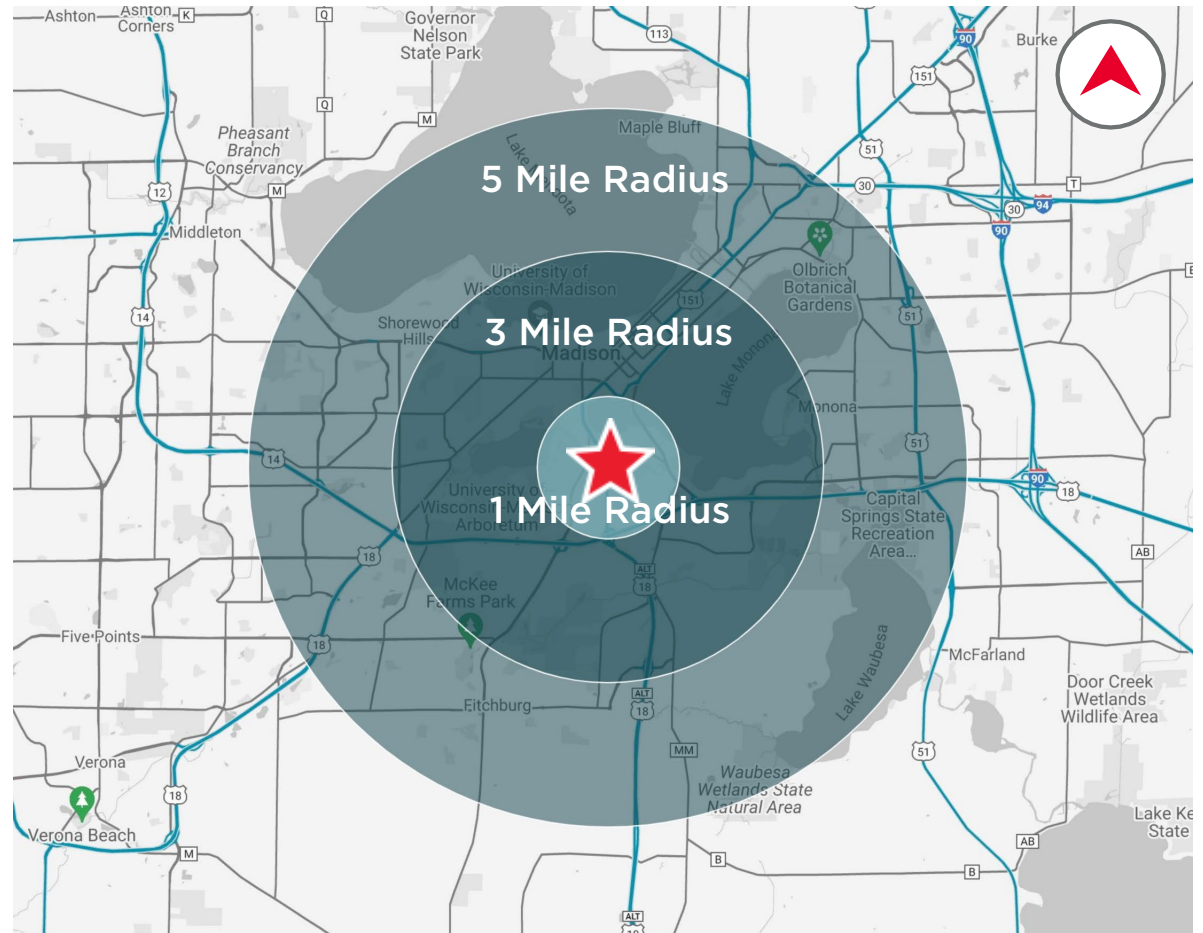 Ashton
Ashton
Corners
K
Q
Governor
Nelson
State Park
113
90
Burke
151
Q
M
Pheasant
Branch
Conservancy
Maple Bluff
51
5 Mile Radius
12
M
30
T
94
30
90
Middleton
Olbrich
Botanical
Gardens
University of
Wisconsin-Madison
151
14
Shorewood
Hills
51
3 Mile Radius
Madison
Lake Monona
Monona
14
51
90
18
University of
Wisconsin-M
Arboretum
1 Mile Radius
Capital
Springs State
Recreation
Area...
18
AB
ALT
18
McKee
Farms Park
Five Points
18
Lake Waubesa
McFarland
Door Creek
Wetlands
Wildlife Area
Fitchburg
ALT
18
MM
51
Verona
18
Waubesa
Wetlands State
Natural Area
Verona Beach
M
Lake Ke
State
AB
B
B
ALT
18